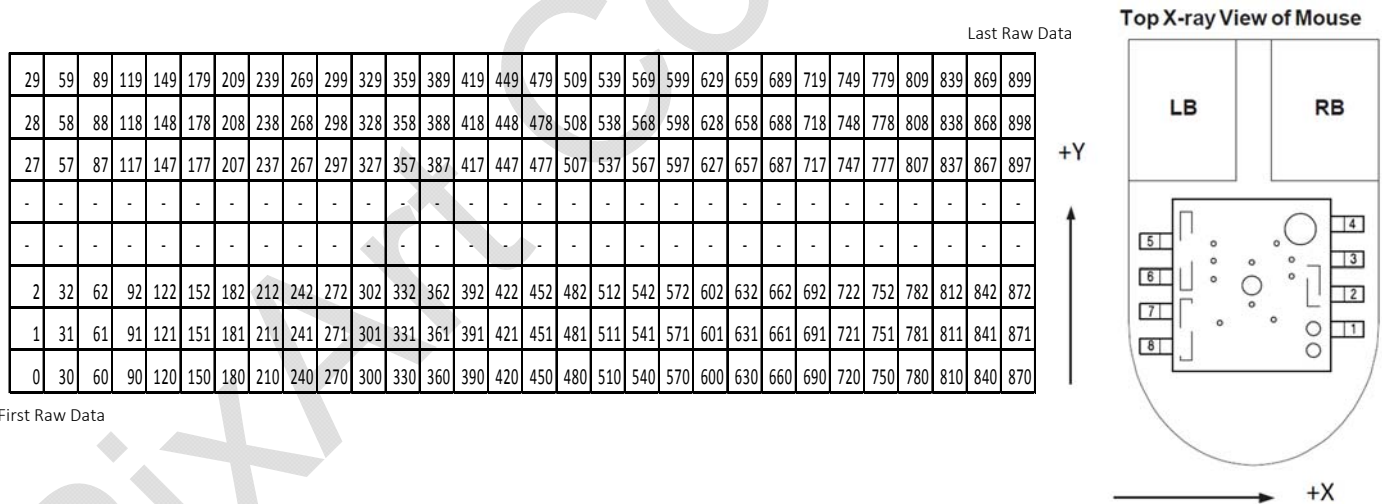 Top X-ray View of Mouse
Last Raw Data
29 59 89 119 149 179 209 239 269 299 329 359 389 419 449 479 509 539 569 599 629 659 689 719 749 779 809 839 869 899
28 58 88 118 148 178 208 238 268 298 328 358 388 418 448 478 508 538 568 598 628 658 688 718 748 778 808 838 868 898
27 57 87 117 147 177 207 237 267 297 327 357 387 417 447 477 507 537 567 597 627 657 687 717 747 777 807 837 867 897
- - - - - - - - - - - - - - - - - - - - - - - - - - - - - -
- - - - - - - - - - - - - - - - - - - - - - - - - - - - - -
2 32 62 92 122 152 182 212 242 272 302 332 362 392 422 452 482 512 542 572 602 632 662 692 722 752 782 812 842 872
1 31 61 91 121 151 181 211 241 271 301 331 361 391 421 451 481 511 541 571 601 631 661 691 721 751 781 811 841 871
0 30 60 90 120 150 180 210 240 270 300 330 360 390 420 450 480 510 540 570 600 630 660 690 720 750 780 810 840 870
First Raw Data
LB RB
+Y
5 4
6 3
7 2
8 1
+X
PixArt Co